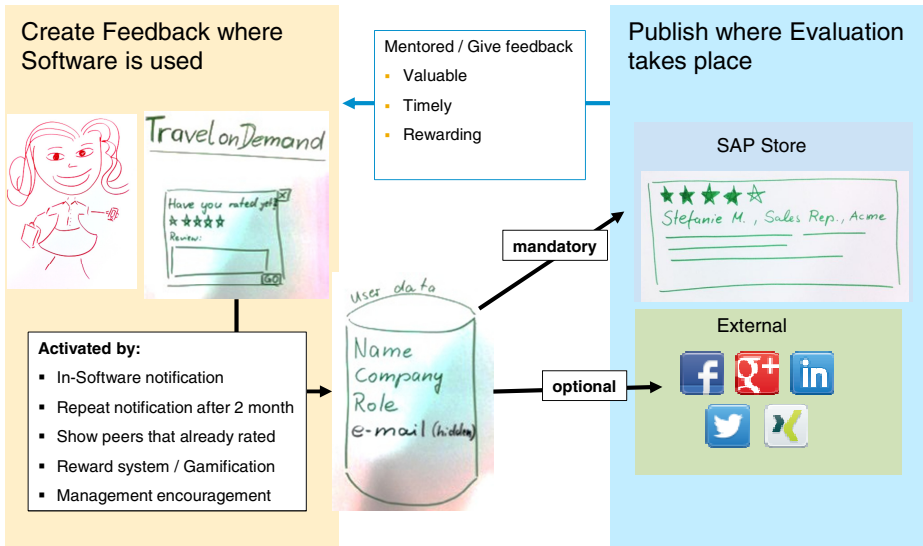 Create Feedback where
Software is used
TravelonDemand
Have you rated yet?
X
Review:
GO
Activated by:
In-Software notification
Repeat notification after 2 month
Show peers that already rated
Reward system / Gamification
Management encouragement
Mentored / Give feedback
Valuable
Timely
Rewarding
User data
Name
Company
Role
e-mail (hidden)
mandatory
optional
Publish where Evaluation
takes place
SAP Store
Stefanie M., Sales Rep., Acme
External
f
g+
in